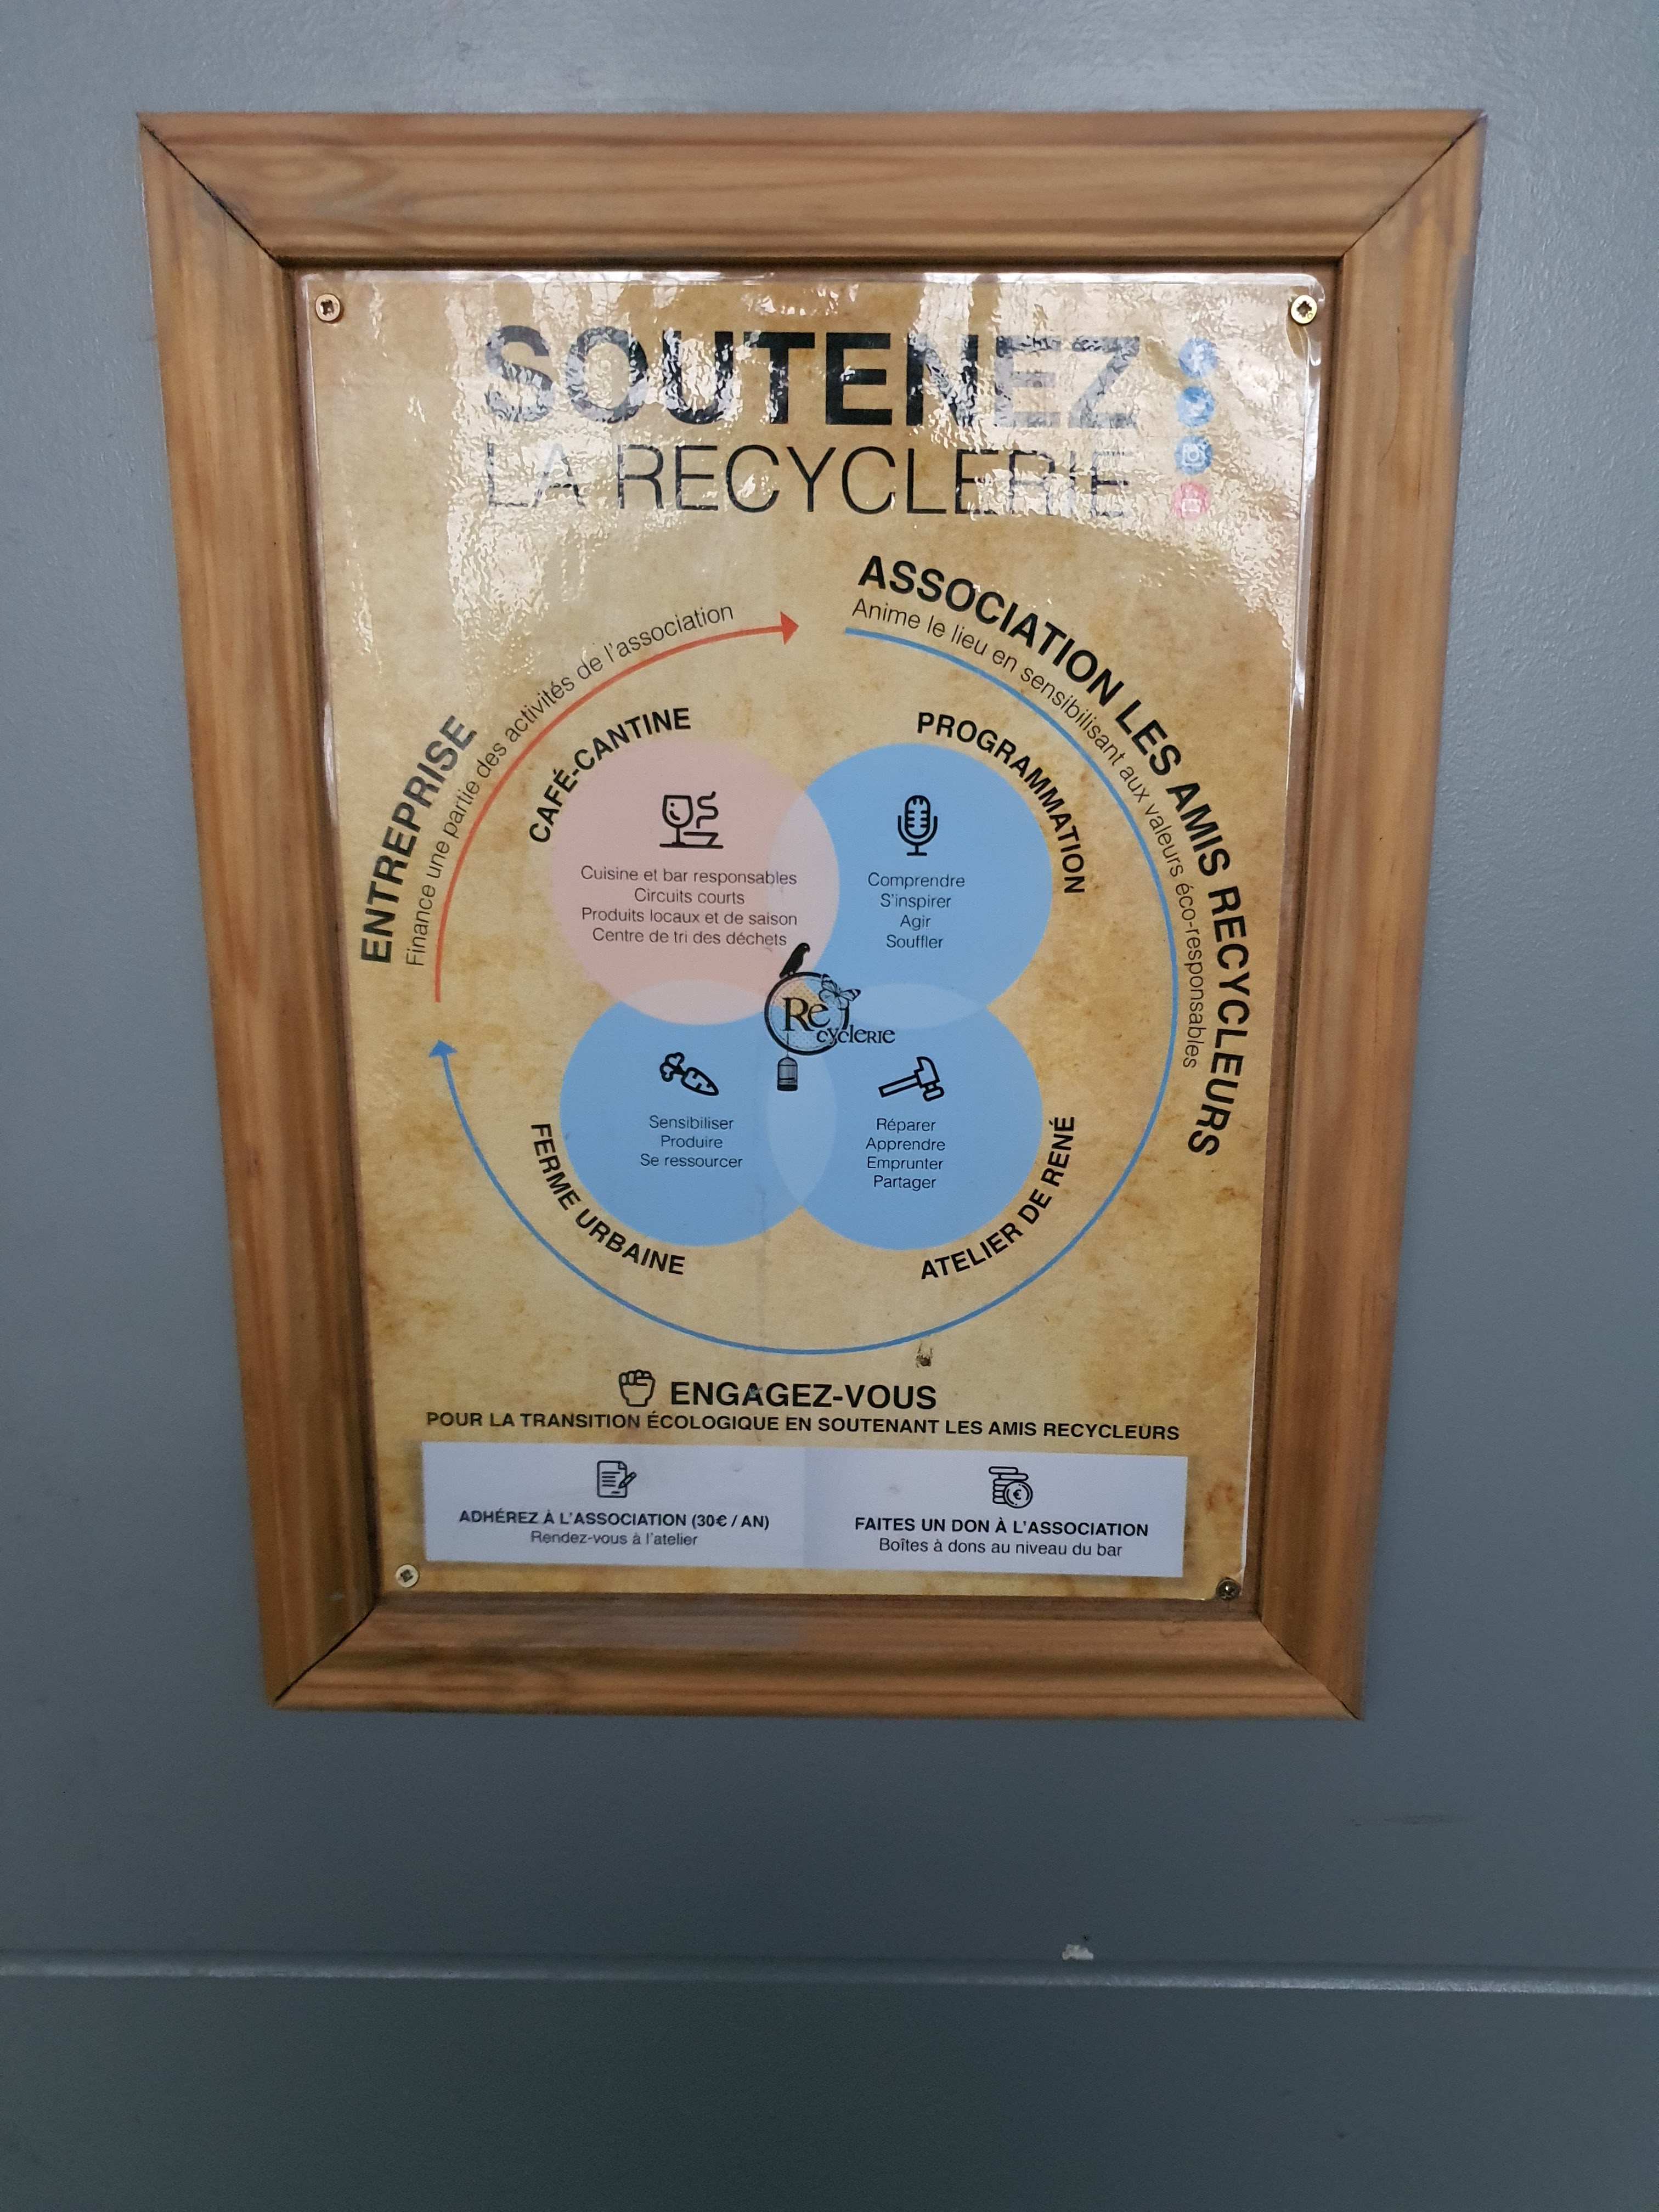 SOUTENEZ
LA RECYCLERIE
ENTREPRISE
Finance une partie des activités de l'association
ASSOCIATION LES AMIS RECYCLEURS
Anime le lieu en sensibilisant aux valeurs éco-responsables
CAFÉ-CANTINE
Cuisine et bar responsables
Circuits courts
Produits locaux et de saison
Centre de tri des déchets
PROGRAMMATION
Comprendre
S'inspirer
Agir
Souffler
Re
cyclerie
FERME URBAINE
Sensibiliser
Produire
Se ressourcer
ATELIER DE RENÉ
Réparer
Apprendre
Emprunter
Partager
ENGAGEZ-VOUS
POUR LA TRANSITION ÉCOLOGIQUE EN SOUTENANT LES AMIS RECYCLEURS
ADHÉREZ À L'ASSOCIATION (30€ / AN)
Rendez-vous à l'atelier
FAITES UN DON À L'ASSOCIATION
Boîtes à dons au niveau du bar